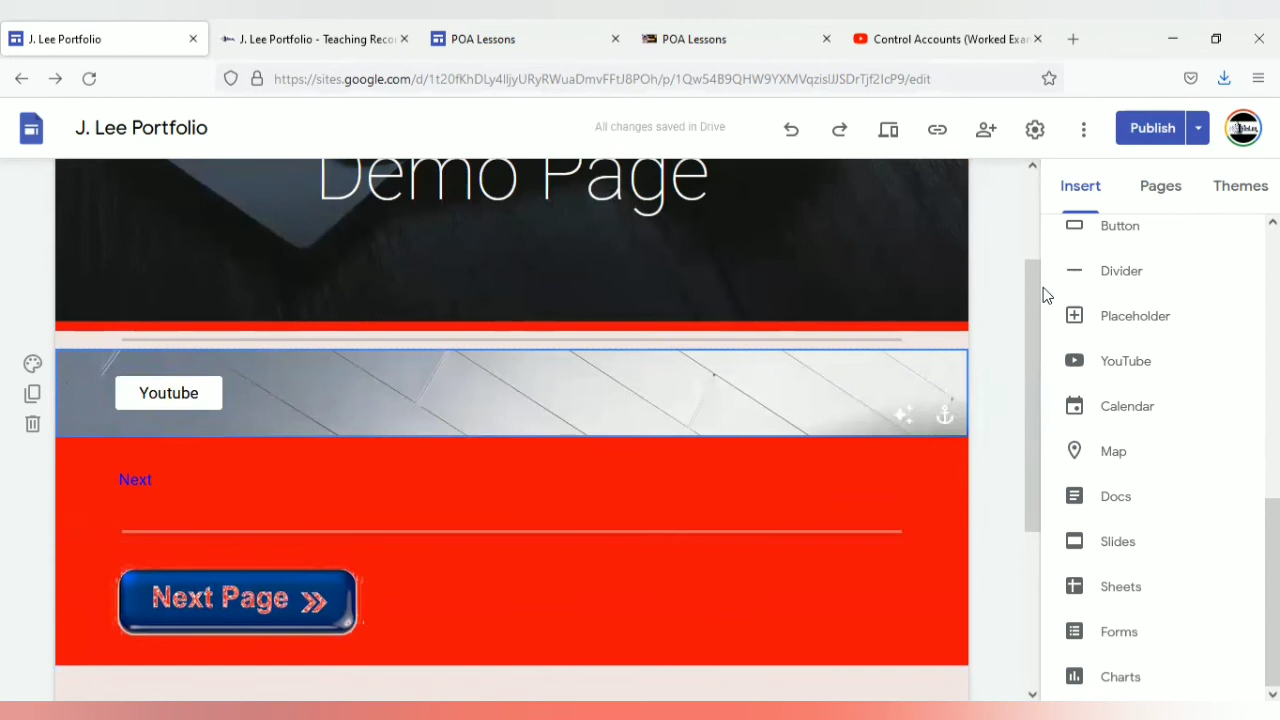 J. Lee Portfolio
J. Lee Portfolio - Teaching Reco
POA Lessons
POA Lessons
Control Accounts (Worked Exa
https://sites.google.com/d/1t20fKhDLy4lljyURyRWuaDmvFFtJ8POh/p/1Qw54B9QHW9YXMVqzislJJSDrTjf2IcP9/edit
J. Lee Portfolio
All changes saved in Drive
Publish
Insert
Pages
Themes
Demo Page
Button
Divider
Placeholder
YouTube
Calendar
Map
Docs
Slides
Sheets
Forms
Charts
Youtube
Next
Next Page »